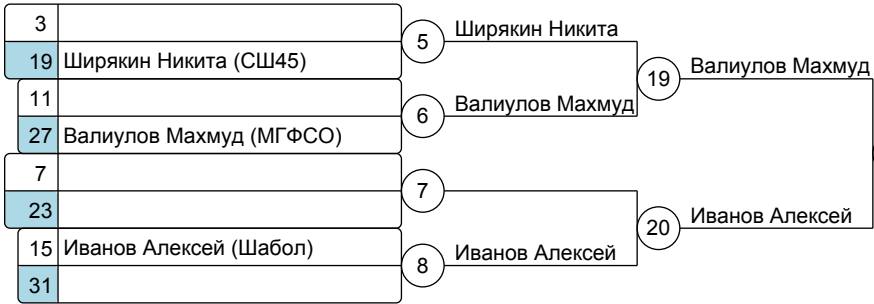 3
19 Ширякин Никита (СШ45)
11
27 Валиулов Махмуд (МГФСО)
7
23
15 Иванов Алексей (Шабол)
31
5
6
7
8
Ширякин Никита
Валиулов Махмуд
Иванов Алексей
19
20
Валиулов Махмуд
Иванов Алексей